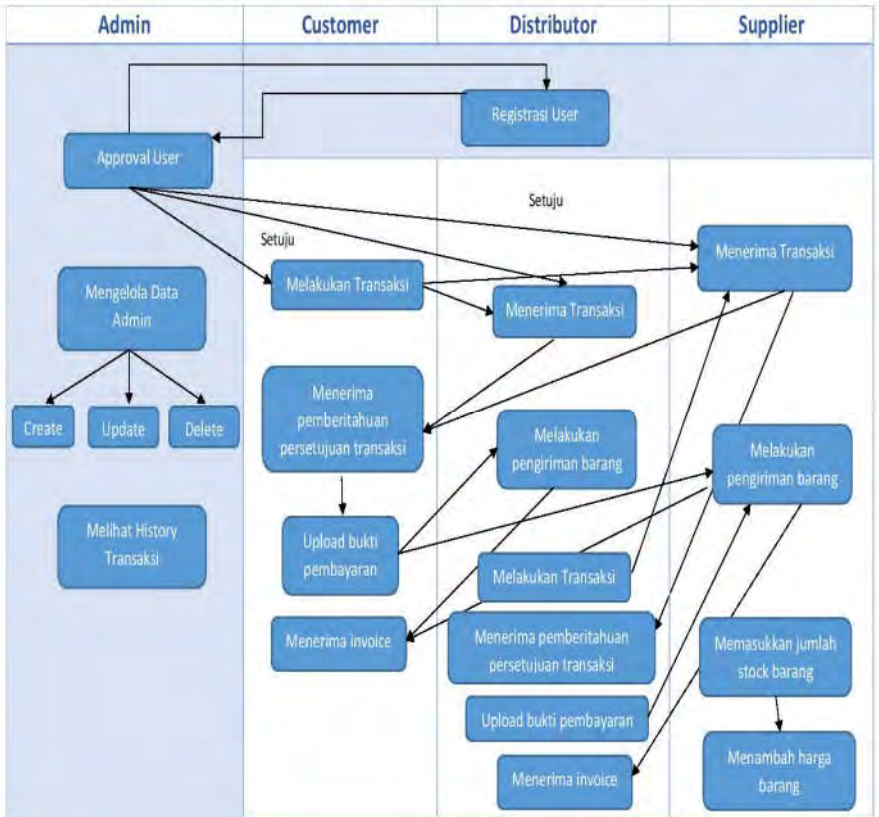 Admin
Customer
Distributor
Supplier
Registrasi User
Approval User
Setuju
Setuju
Menerima Transaksi
Melakukan Transaksi
Menerima Transaksi
Mengelola Data
Admin
Create
Update
Delete
Menerima
pemberitahuan
persetujuan transaksi
Melakukan
pengiriman barang
Melakukan
pengiriman barang
Melihat History
Transaksi
Upload bukti
pembayaran
Melakukan Transaksi
Menerima invoice
Menerima pemberitahuan
persetujuan transaksi
Memasukkan jumlah
stock barang
Upload bukti pembayaran
Menerima invoice
Menambah harga
barang